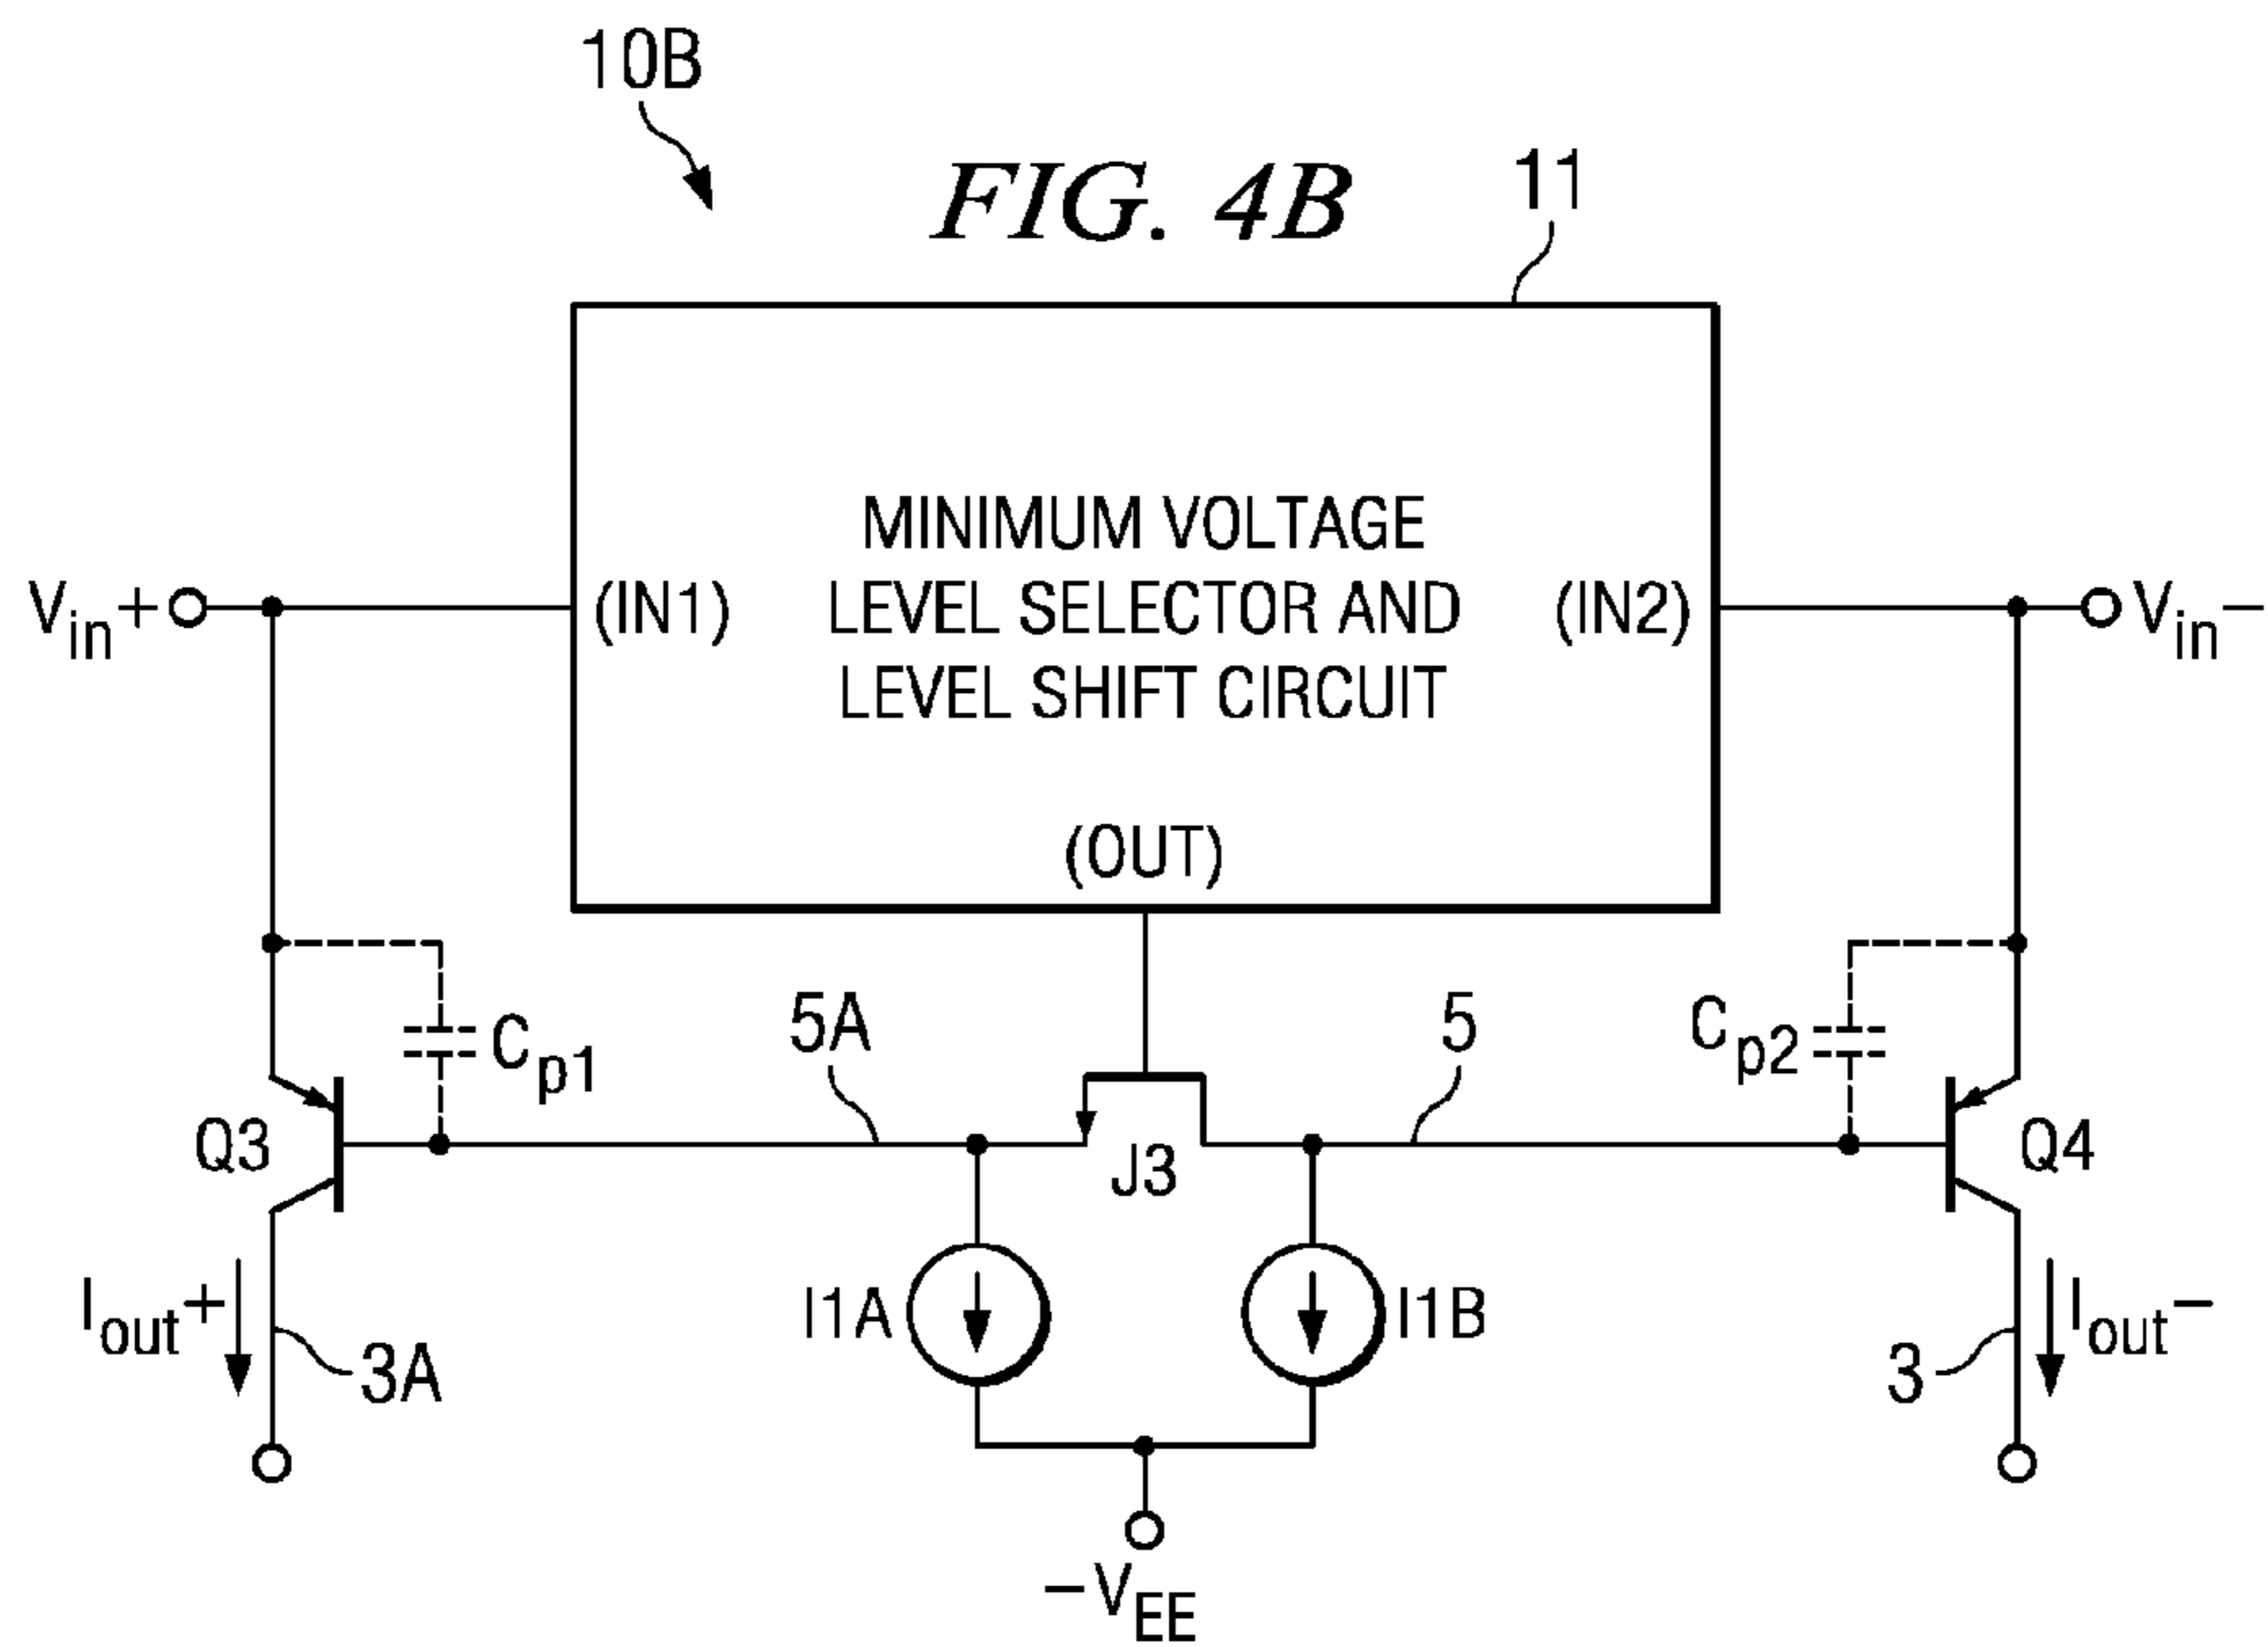 10B
FIG. 4B
11
MINIMUM VOLTAGE
LEVEL SELECTOR AND
LEVEL SHIFT CIRCUIT
(IN1)
(IN2)
(OUT)
Vin+
Vin−
Cp1
5A
5
Cp2
Q3
J3
Q4
Iout+
3A
I1A
I1B
3
Iout−
−VEE